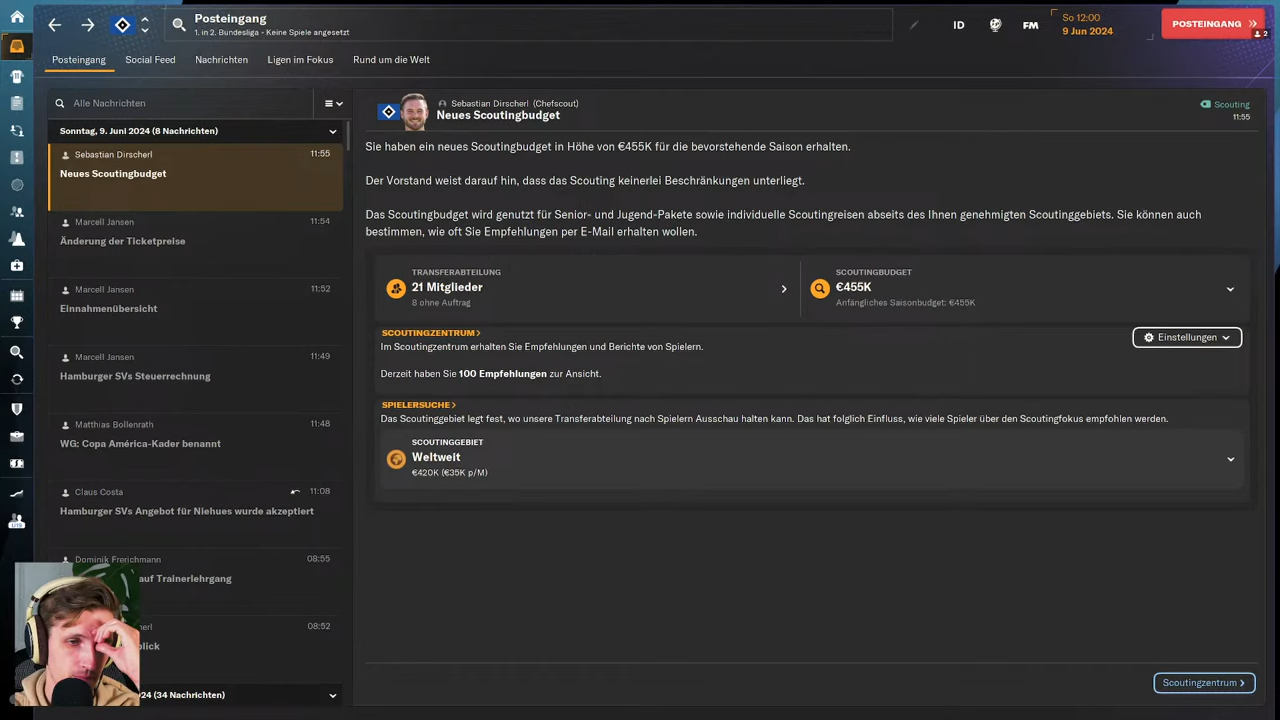 Posteingang
1. in 2. Bundesliga - Keine Spiele angesetzt
ID
FM
So 12:00
9 Jun 2024
POSTEINGANG
2
Posteingang
Social Feed
Nachrichten
Ligen im Fokus
Rund um die Welt
Alle Nachrichten
Sonntag, 9. Juni 2024 (8 Nachrichten)
Sebastian Dirscherl
11:55
Neues Scoutingbudget
Marcell Jansen
11:54
Änderung der Ticketpreise
Marcell Jansen
11:52
Einnahmenübersicht
Marcell Jansen
11:49
Hamburger SVs Steuerrechnung
Matthias Bollenrath
11:48
WG: Copa América-Kader benannt
Claus Costa
11:08
Hamburger SVs Angebot für Niehues wurde akzeptiert
Dominik Frerichmann
08:55
auf Trainerlehrgang
08:52
2024 (34 Nachrichten)
U19
Sebastian Dirscherl (Chefscout)
Neues Scoutingbudget
Scouting
11:55
Sie haben ein neues Scoutingbudget in Höhe von €455K für die bevorstehende Saison erhalten.
Der Vorstand weist darauf hin, dass das Scouting keinerlei Beschränkungen unterliegt.
Das Scoutingbudget wird genutzt für Senior- und Jugend-Pakete sowie individuelle Scoutingreisen abseits des Ihnen genehmigten Scoutinggebiets. Sie können auch
bestimmen, wie oft Sie Empfehlungen per E-Mail erhalten wollen.
TRANSFERABTEILUNG
21 Mitglieder
8 ohne Auftrag
SCOUTINGBUDGET
€455K
Anfängliches Saisonbudget: €455K
SCOUTINGZENTRUM
Im Scoutingzentrum erhalten Sie Empfehlungen und Berichte von Spielern.
Einstellungen
Derzeit haben Sie 100 Empfehlungen zur Ansicht.
SPIELERSUCHE
Das Scoutinggebiet legt fest, wo unsere Transferabteilung nach Spielern Ausschau halten kann. Das hat folglich Einfluss, wie viele Spieler über den Scoutingfokus empfohlen werden.
SCOUTINGGEBIET
Weltweit
€420K (€35K p/M)
Scoutingzentrum